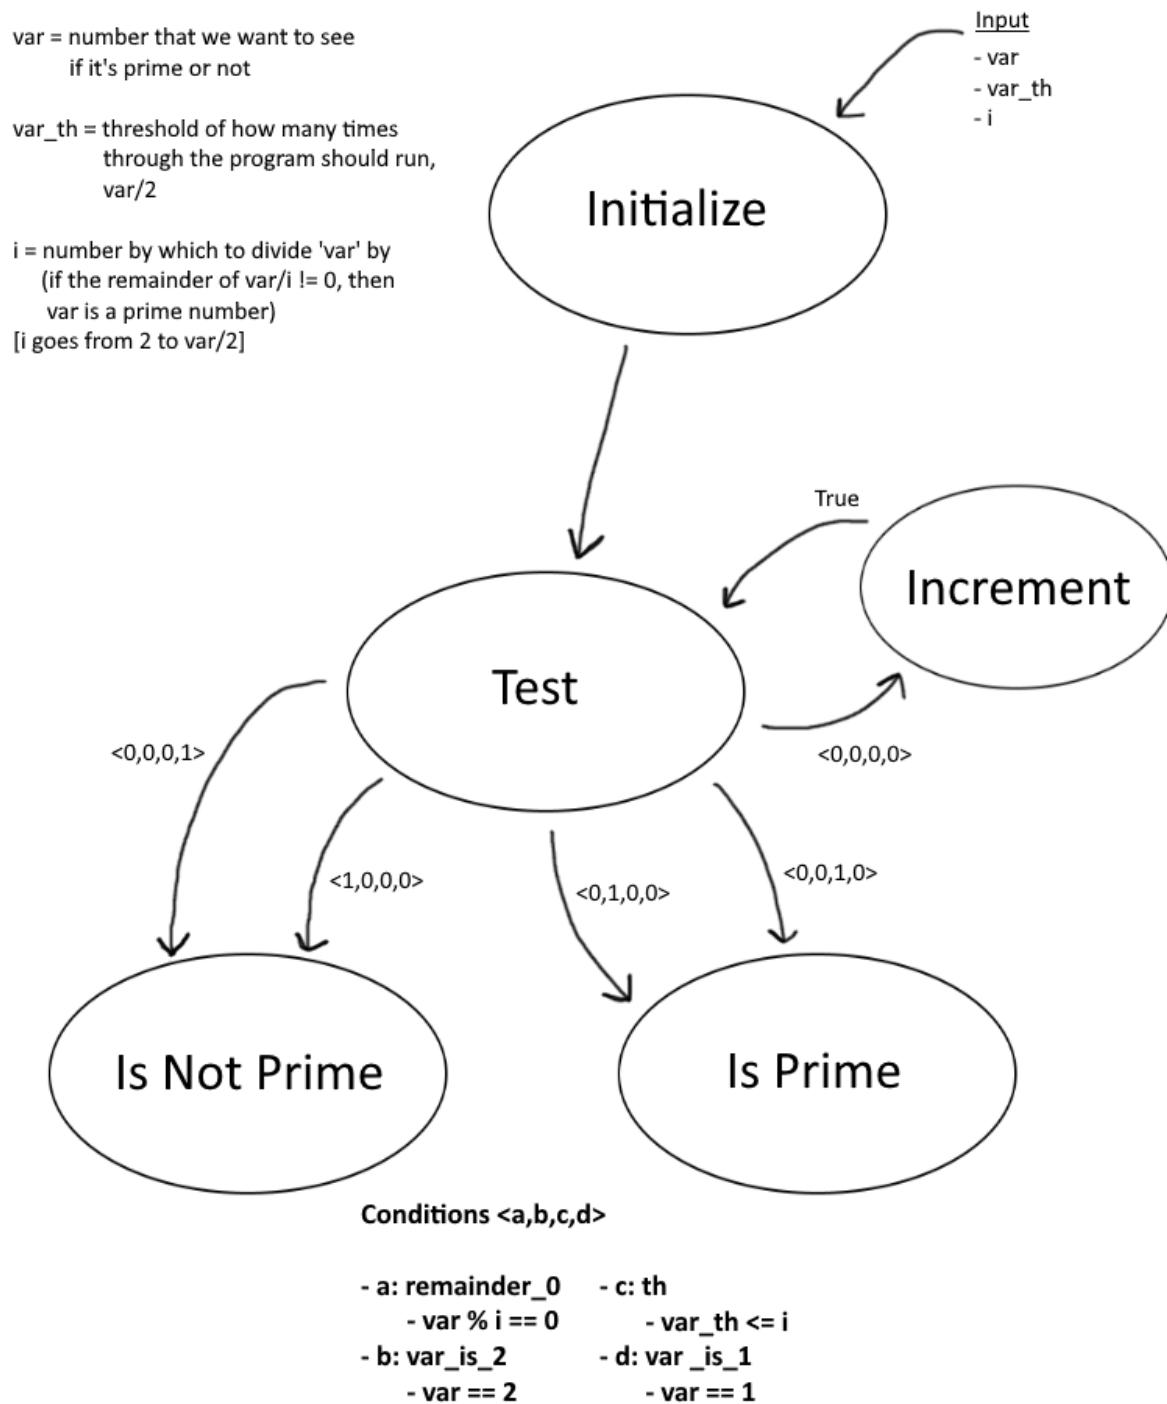 var = number that we want to see
if it's prime or not
var_th = threshold of how many times
through the program should run,
var/2
i = number by which to divide 'var' by
(if the remainder of var/i != 0, then
var is a prime number)
[i goes from 2 to var/2]
Input
- var
- var_th
- i
Initialize
True
Increment
Test
<0,0,0,1>
<0,0,0,0>
<1,0,0,0>
<0,1,0,0>
<0,0,1,0>
Is Not Prime
Is Prime
Conditions <a,b,c,d>
- a: remainder_0
- var % i == 0
- b: var_is_2
- var == 2
- c: th
- var_th <= i
- d: var _is_1
- var == 1